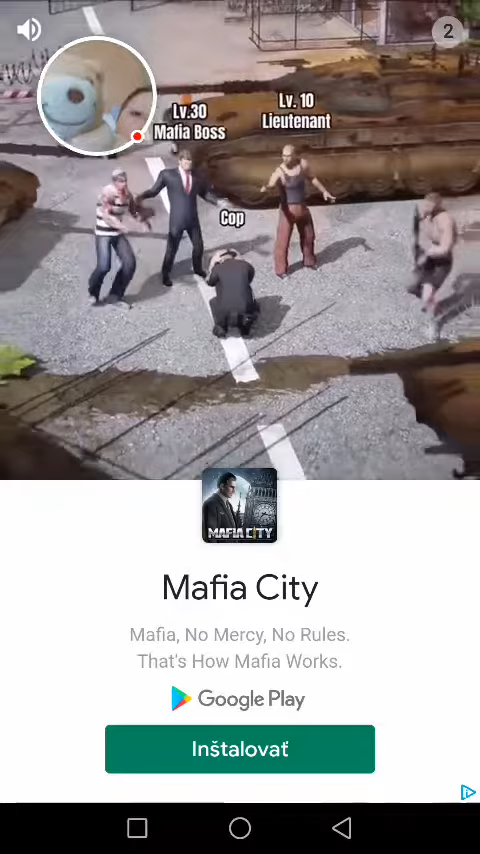 2
Lv.30
Mafia Boss
Lv. 10
Lieutenant
Cop
MAFIA CITY
Mafia City
Mafia, No Mercy, No Rules.
That's How Mafia Works.
Google Play
Inštalovať